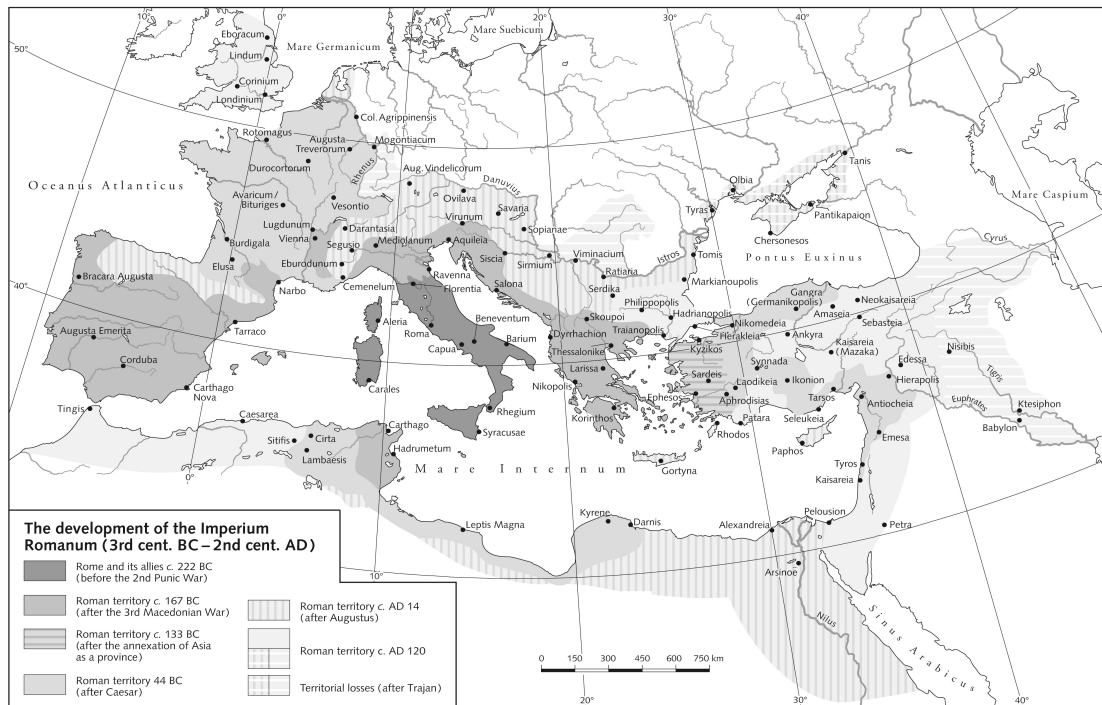 10°
0°
10°
20°
30°
40°
50°
50°
Eboracum
Lindum
Corinium
Londinium
Mare Germanicum
Mare Suebicum
Oceanus Atlanticus
Col. Agrippinensis
Rotomagus
Augusta
Treverorum
Mogontiacum
Durocortorum
Rhenus
Aug. Vindelicorum
Danuvius
Avaricum/
Bituriges
Vesontio
Ovilava
Savaria
Virunum
Sopianae
Lugdunum
Vienna
Darantasia
Mediolanum
Aquileia
Segusio
Siscia
Sirmium
Viminacium
Burdigala
Elusa
Eburodunum
Cemenelum
Ravenna
Florentia
Salona
Ratiaria
Istros
Serdika
Narbo
Bracara Augusta
40°
Tarraco
Augusta Emerita
Corduba
Carthago
Nova
Tingis
Aleria
Roma
Capua
Beneventum
Barium
Carales
Rhegium
Syracusae
Skoupoi
Dyrrhachion
Thessalonike
Larissa
Nikopolis
Korinthos
Philippopolis
Hadrianopolis
Traianopolis
Markianoupolis
Tomis
Tyras
Olbia
Tanis
Pantikapaion
Chersonesos
Pontus Euxinus
Mare Caspium
Cyrus
Gangra
(Germanikopolis)
Neokaisareia
Amaseia
Sebasteia
Nikomedeia
Herakleia
Kyzikos
Ankyra
Kaisareia
(Mazaka)
Edessa
Nisibis
Tigris
Sardeis
Synnada
Laodikeia
Ikonion
Hierapolis
Ephesos
Aphrodisias
Tarsos
Antiocheia
Euphrates
Ktesiphon
Babylon
Seleukeia
Patara
Rhodos
Paphos
Emesa
Tyros
Kaisareia
Petra
Pelousion
Alexandreia
Arsinoë
Nilus
Sinus Arabicus
Gortyna
Kyrene
Darnis
Mare Internum
Leptis Magna
Caesarea
Sitifis
Cirta
Lambaesis
Carthago
Hadrumetum
0°
10°
20°
30°
40°
The development of the Imperium
Romanum (3rd cent. BC – 2nd cent. AD)
Rome and its allies c. 222 BC
(before the 2nd Punic War)
Roman territory c. 167 BC
(after the 3rd Macedonian War)
Roman territory c. 133 BC
(after the annexation of Asia
as a province)
Roman territory 44 BC
(after Caesar)
Roman territory c. AD 14
(after Augustus)
Roman territory c. AD 120
Territorial losses (after Trajan)
0 150 300 450 600 750 km